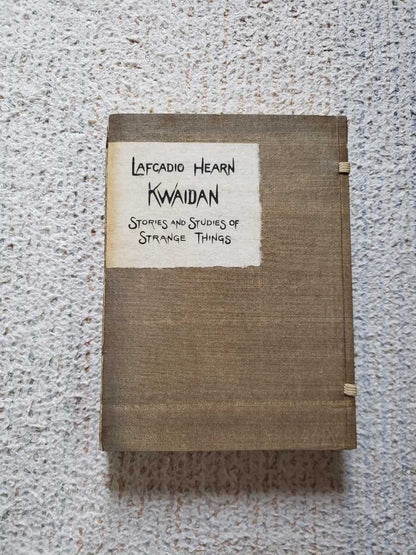 LAFCADIO HEARN
KWAIDAN
STORIES AND STUDIES OF
STRANGE THINGS